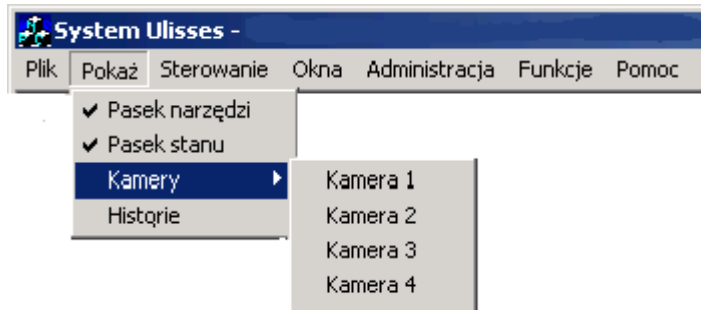 System Ulisses -
Plik Pokaż Sterowanie Okna Administracja Funkcje Pomoc
Pasek narzędzi
Pasek stanu
Kamery
Historie
Kamera 1
Kamera 2
Kamera 3
Kamera 4